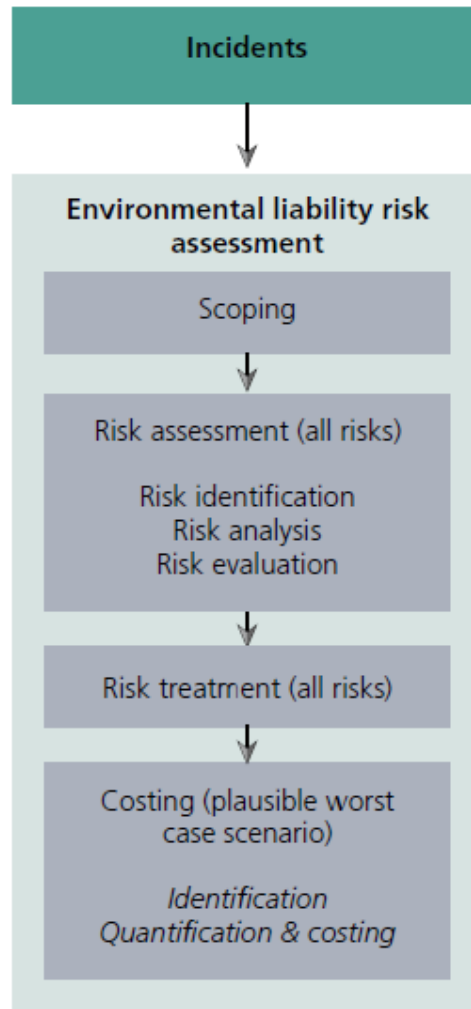 Incidents
Environmental liability risk
assessment
Scoping
Risk assessment (all risks)
Risk identification
Risk analysis
Risk evaluation
Risk treatment (all risks)
Costing (plausible worst
case scenario)
Identification
Quantification & costing